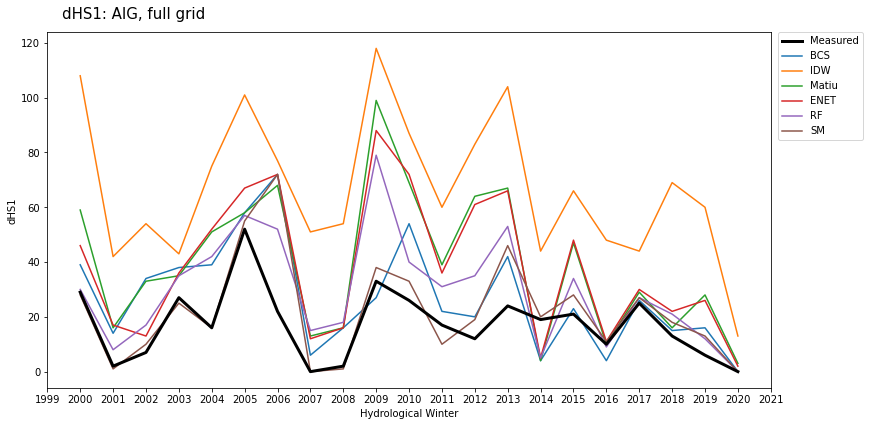 dHS1: AIG, full grid
120
100
80
60
40
20
0
dHS1
1999 2000 2001 2002 2003 2004 2005 2006 2007 2008 2009 2010 2011 2012 2013 2014 2015 2016 2017 2018 2019 2020 2021
Hydrological Winter
Measured
BCS
IDW
Matiu
ENET
RF
SM